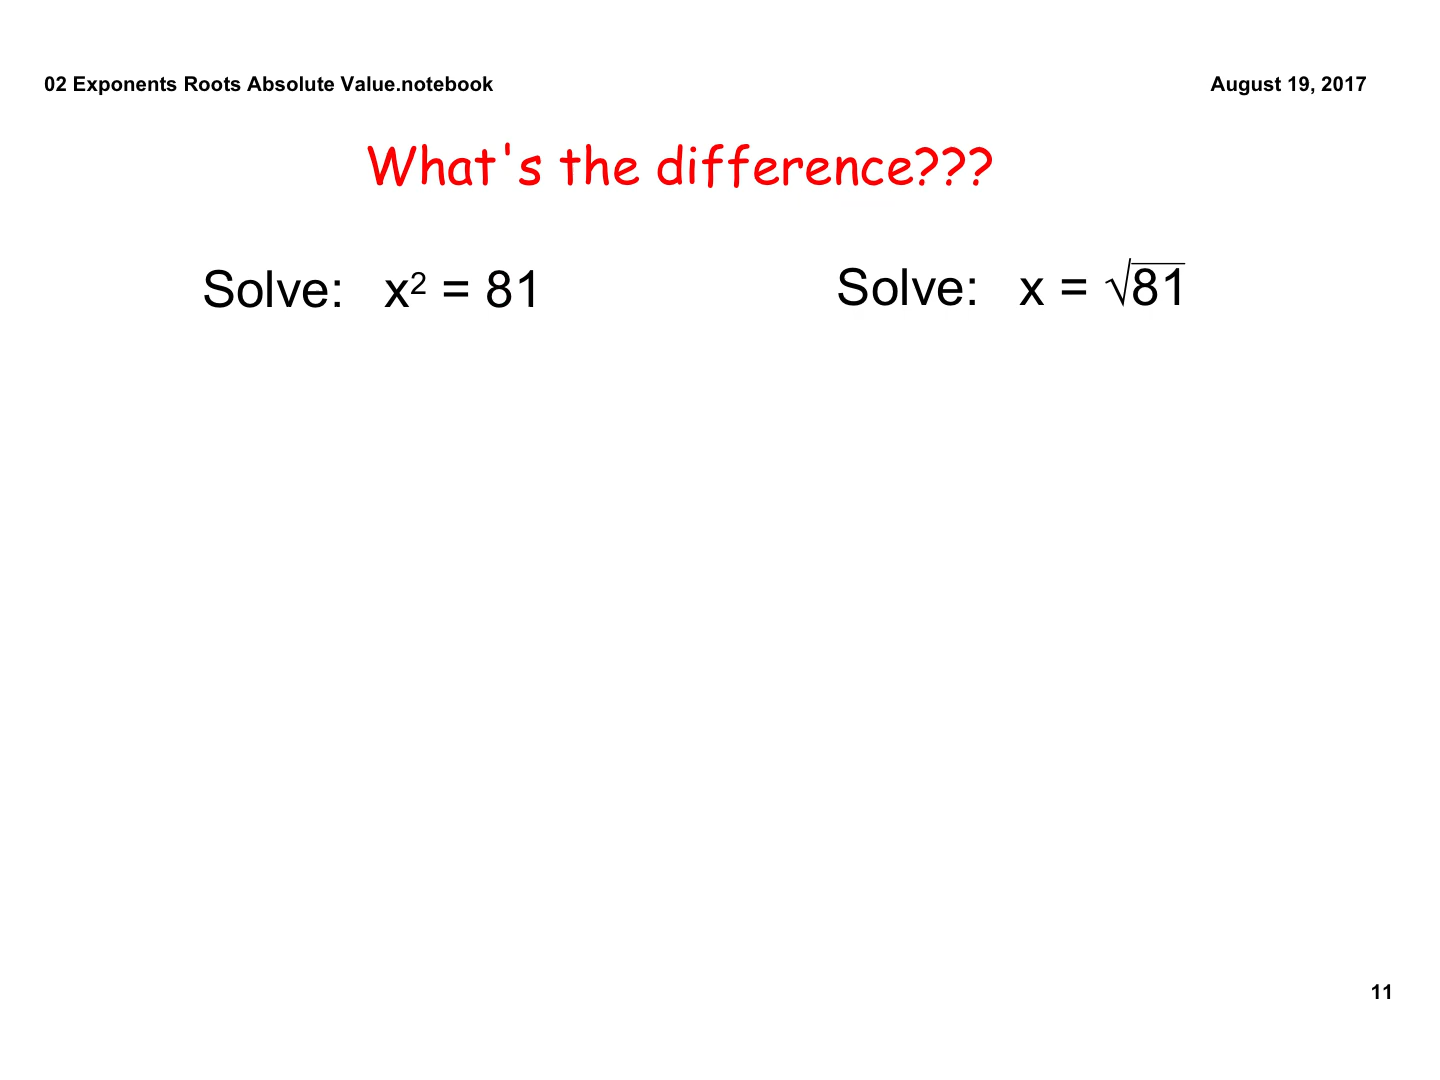 02 Exponents Roots Absolute Value.notebook August 19, 2017
What's the difference???
Solve: x² = 81 Solve: x = √81
11